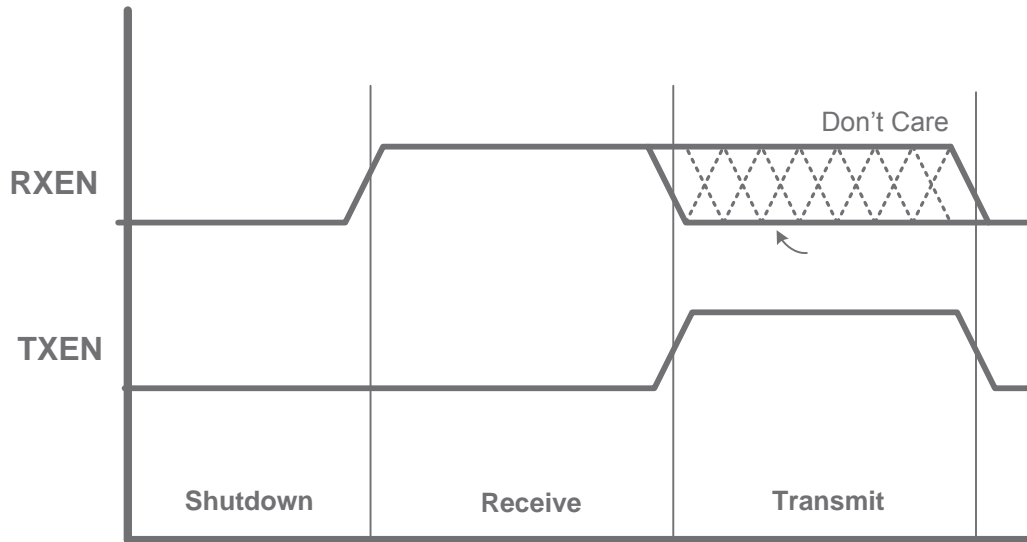 Don't Care
RXEN
TXEN
Shutdown
Receive
Transmit